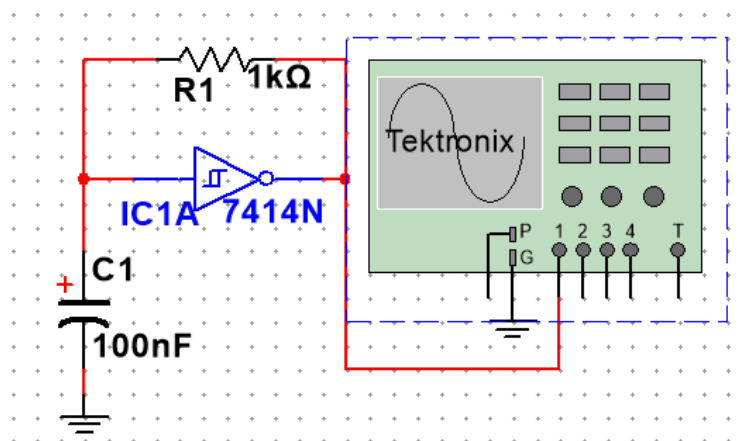 1kΩ
R1
Tektronix
IC1A
7414N
P
G
1 2 3 4 T
C1
+
100nF